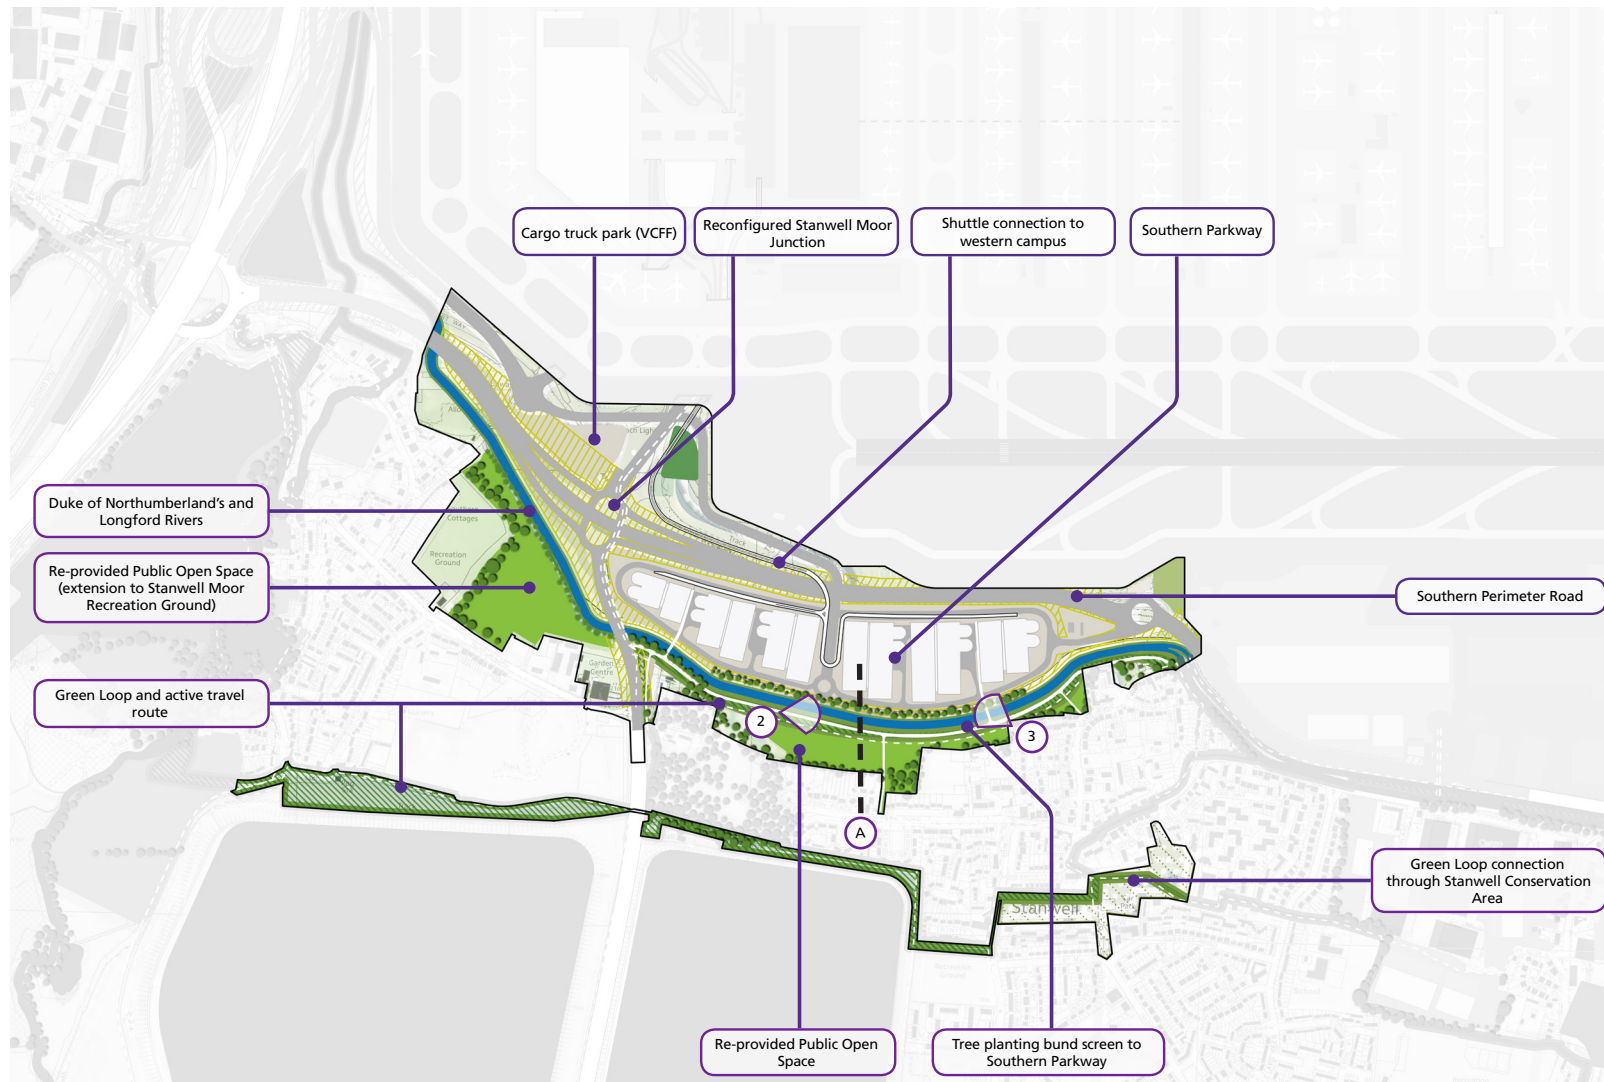 Cargo truck park (VCFF)
Reconfigured Stanwell Moor
Junction
Shuttle connection to
western campus
Southern Parkway
Duke of Northumberland’s and
Longford Rivers
Cottages
Recreation
Ground
Track
Re-provided Public Open Space
(extension to Stanwell Moor
Recreation Ground)
Southern Perimeter Road
Garden
Centre
Green Loop and active travel
route
2
3
A
Green Loop connection
through Stanwell Conservation
Area
Stanwell
Re-provided Public Open
Space
Tree planting bund screen to
Southern Parkway